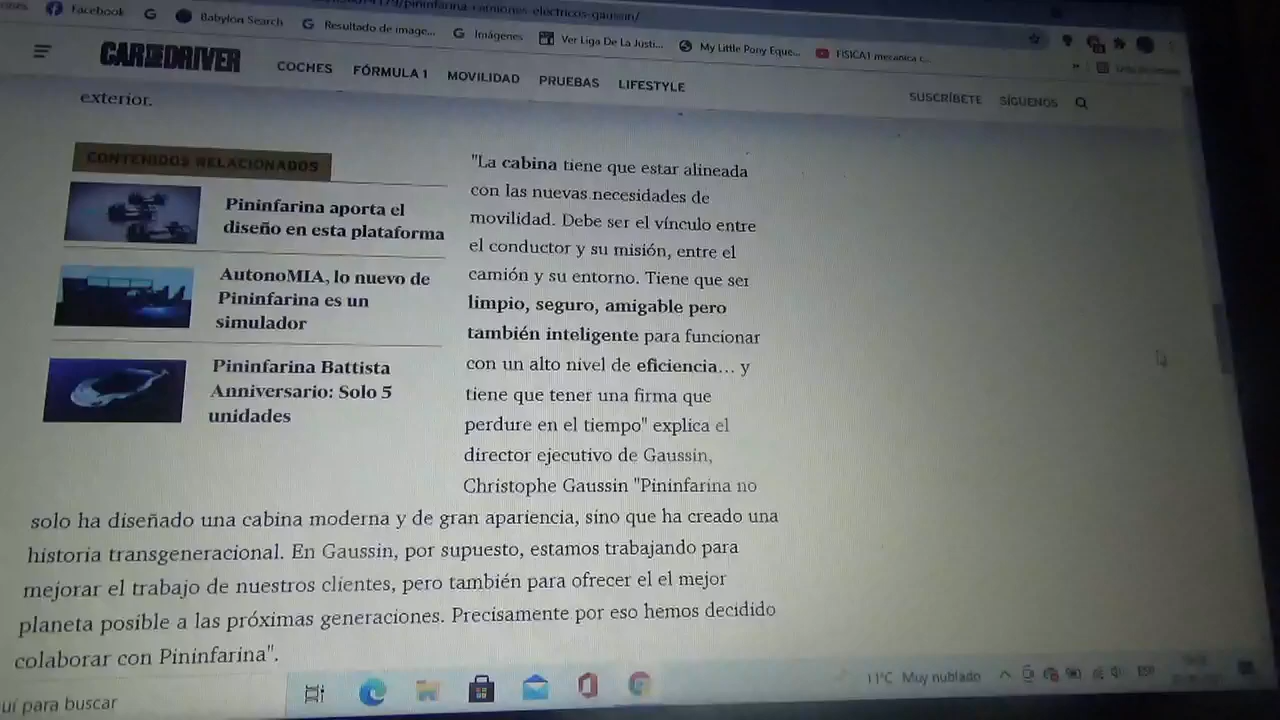 /pininfarina-camiones-electricos-gaussin/
Facebook
Babylon Search
Resultado de image...
Imágenes
Ver Liga De La Justi...
My Little Pony Eque...
FISICA1 mecanica c...
CAR AND DRIVER
COCHES
FÓRMULA 1
MOVILIDAD
PRUEBAS
LIFESTYLE
SUSCRÍBETE
SÍGUENOS
exterior.
CONTENIDOS RELACIONADOS
Pininfarina aporta el
diseño en esta plataforma
AutonoMIA, lo nuevo de
Pininfarina es un
simulador
Pininfarina Battista
Anniversario: Solo 5
unidades
"La cabina tiene que estar alineada
con las nuevas necesidades de
movilidad. Debe ser el vínculo entre
el conductor y su misión, entre el
camión y su entorno. Tiene que ser
limpio, seguro, amigable pero
también inteligente para funcionar
con un alto nivel de eficiencia... y
tiene que tener una firma que
perdure en el tiempo" explica el
director ejecutivo de Gaussin,
Christophe Gaussin "Pininfarina no
solo ha diseñado una cabina moderna y de gran apariencia, sino que ha creado una
historia transgeneracional. En Gaussin, por supuesto, estamos trabajando para
mejorar el trabajo de nuestros clientes, pero también para ofrecer el el mejor
planeta posible a las próximas generaciones. Precisamente por eso hemos decidido
colaborar con Pininfarina".
uí para buscar
11°C Muy nublado
ESP